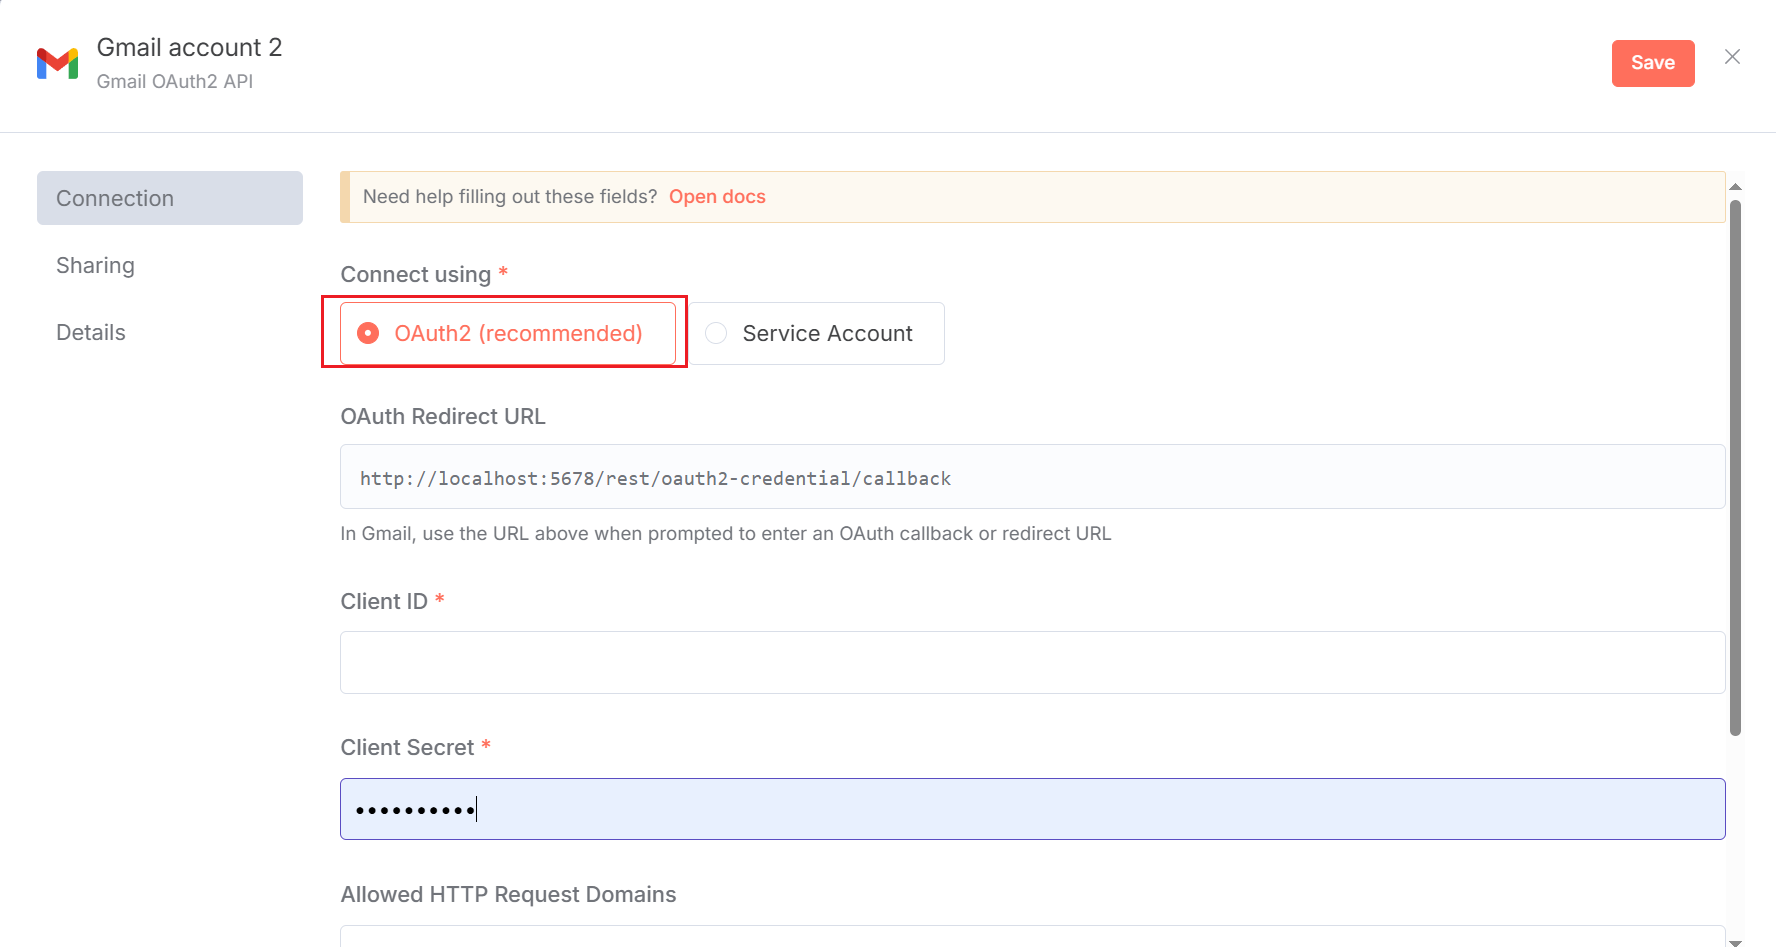 Gmail account 2
Gmail OAuth2 API
Save
Connection
Sharing
Details
Need help filling out these fields? Open docs
Connect using *
OAuth2 (recommended)
Service Account
OAuth Redirect URL
http://localhost:5678/rest/oauth2-credential/callback
In Gmail, use the URL above when prompted to enter an OAuth callback or redirect URL
Client ID *
Client Secret *
••••••••••
Allowed HTTP Request Domains